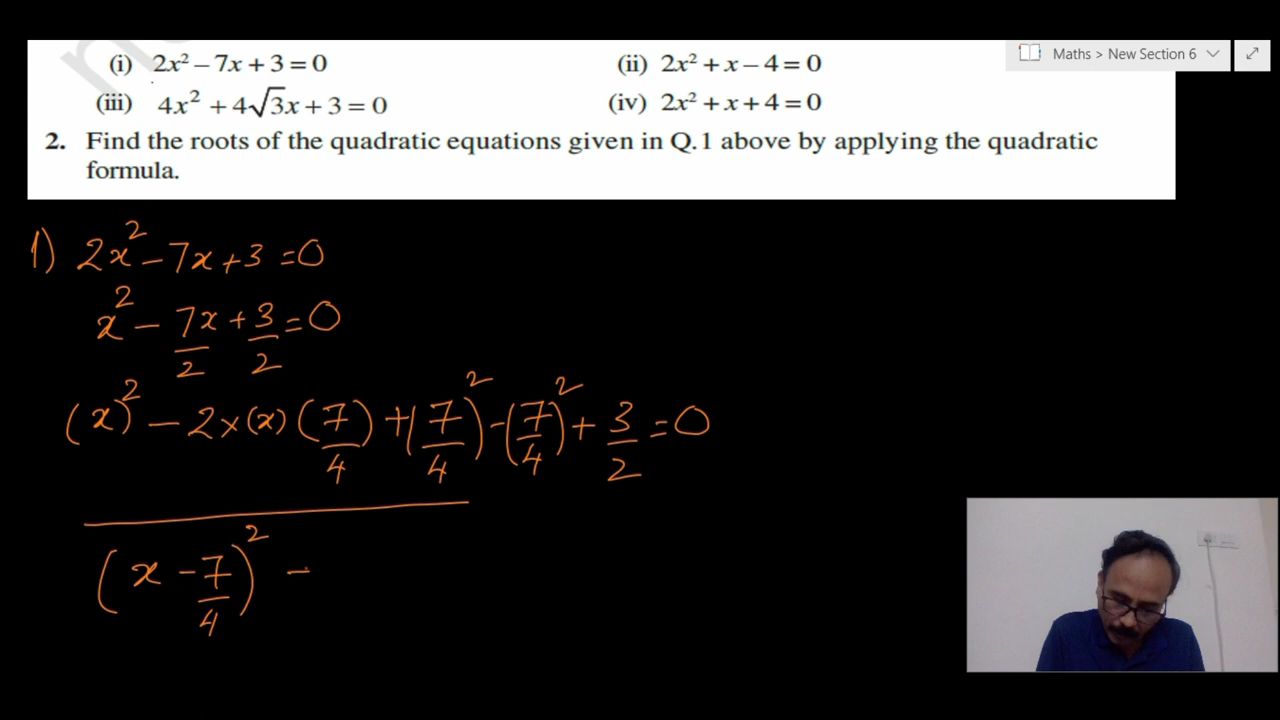 Maths > New Section 6
(i) 2x² – 7x + 3 = 0 (ii) 2x² + x – 4 = 0
(iii) 4x² + 4√3x + 3 = 0 (iv) 2x² + x + 4 = 0
2. Find the roots of the quadratic equations given in Q.1 above by applying the quadratic
formula.
1) 2x² - 7x + 3 = 0
x² - 7x/2 + 3/2 = 0
(x)² - 2×(x)(7/4) + (7/4)² - (7/4)² + 3/2 = 0
(x - 7/4)² -